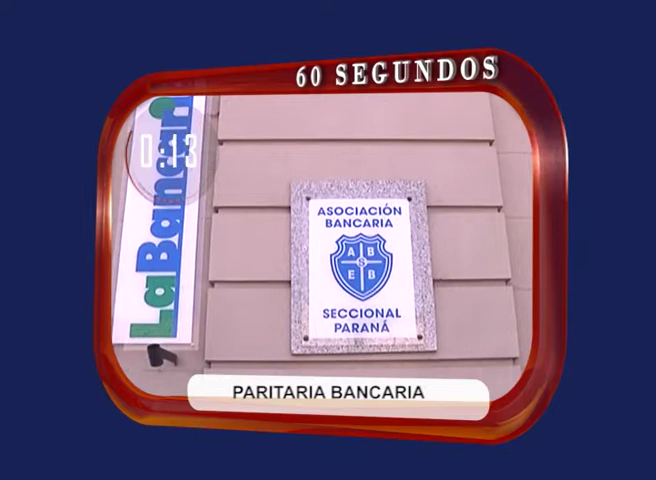 60 SEGUNDOS
0:13
LaBancaria
ASOCIACIÓN
BANCARIA
A B
S
E B
SECCIONAL
PARANÁ
PARITARIA BANCARIA